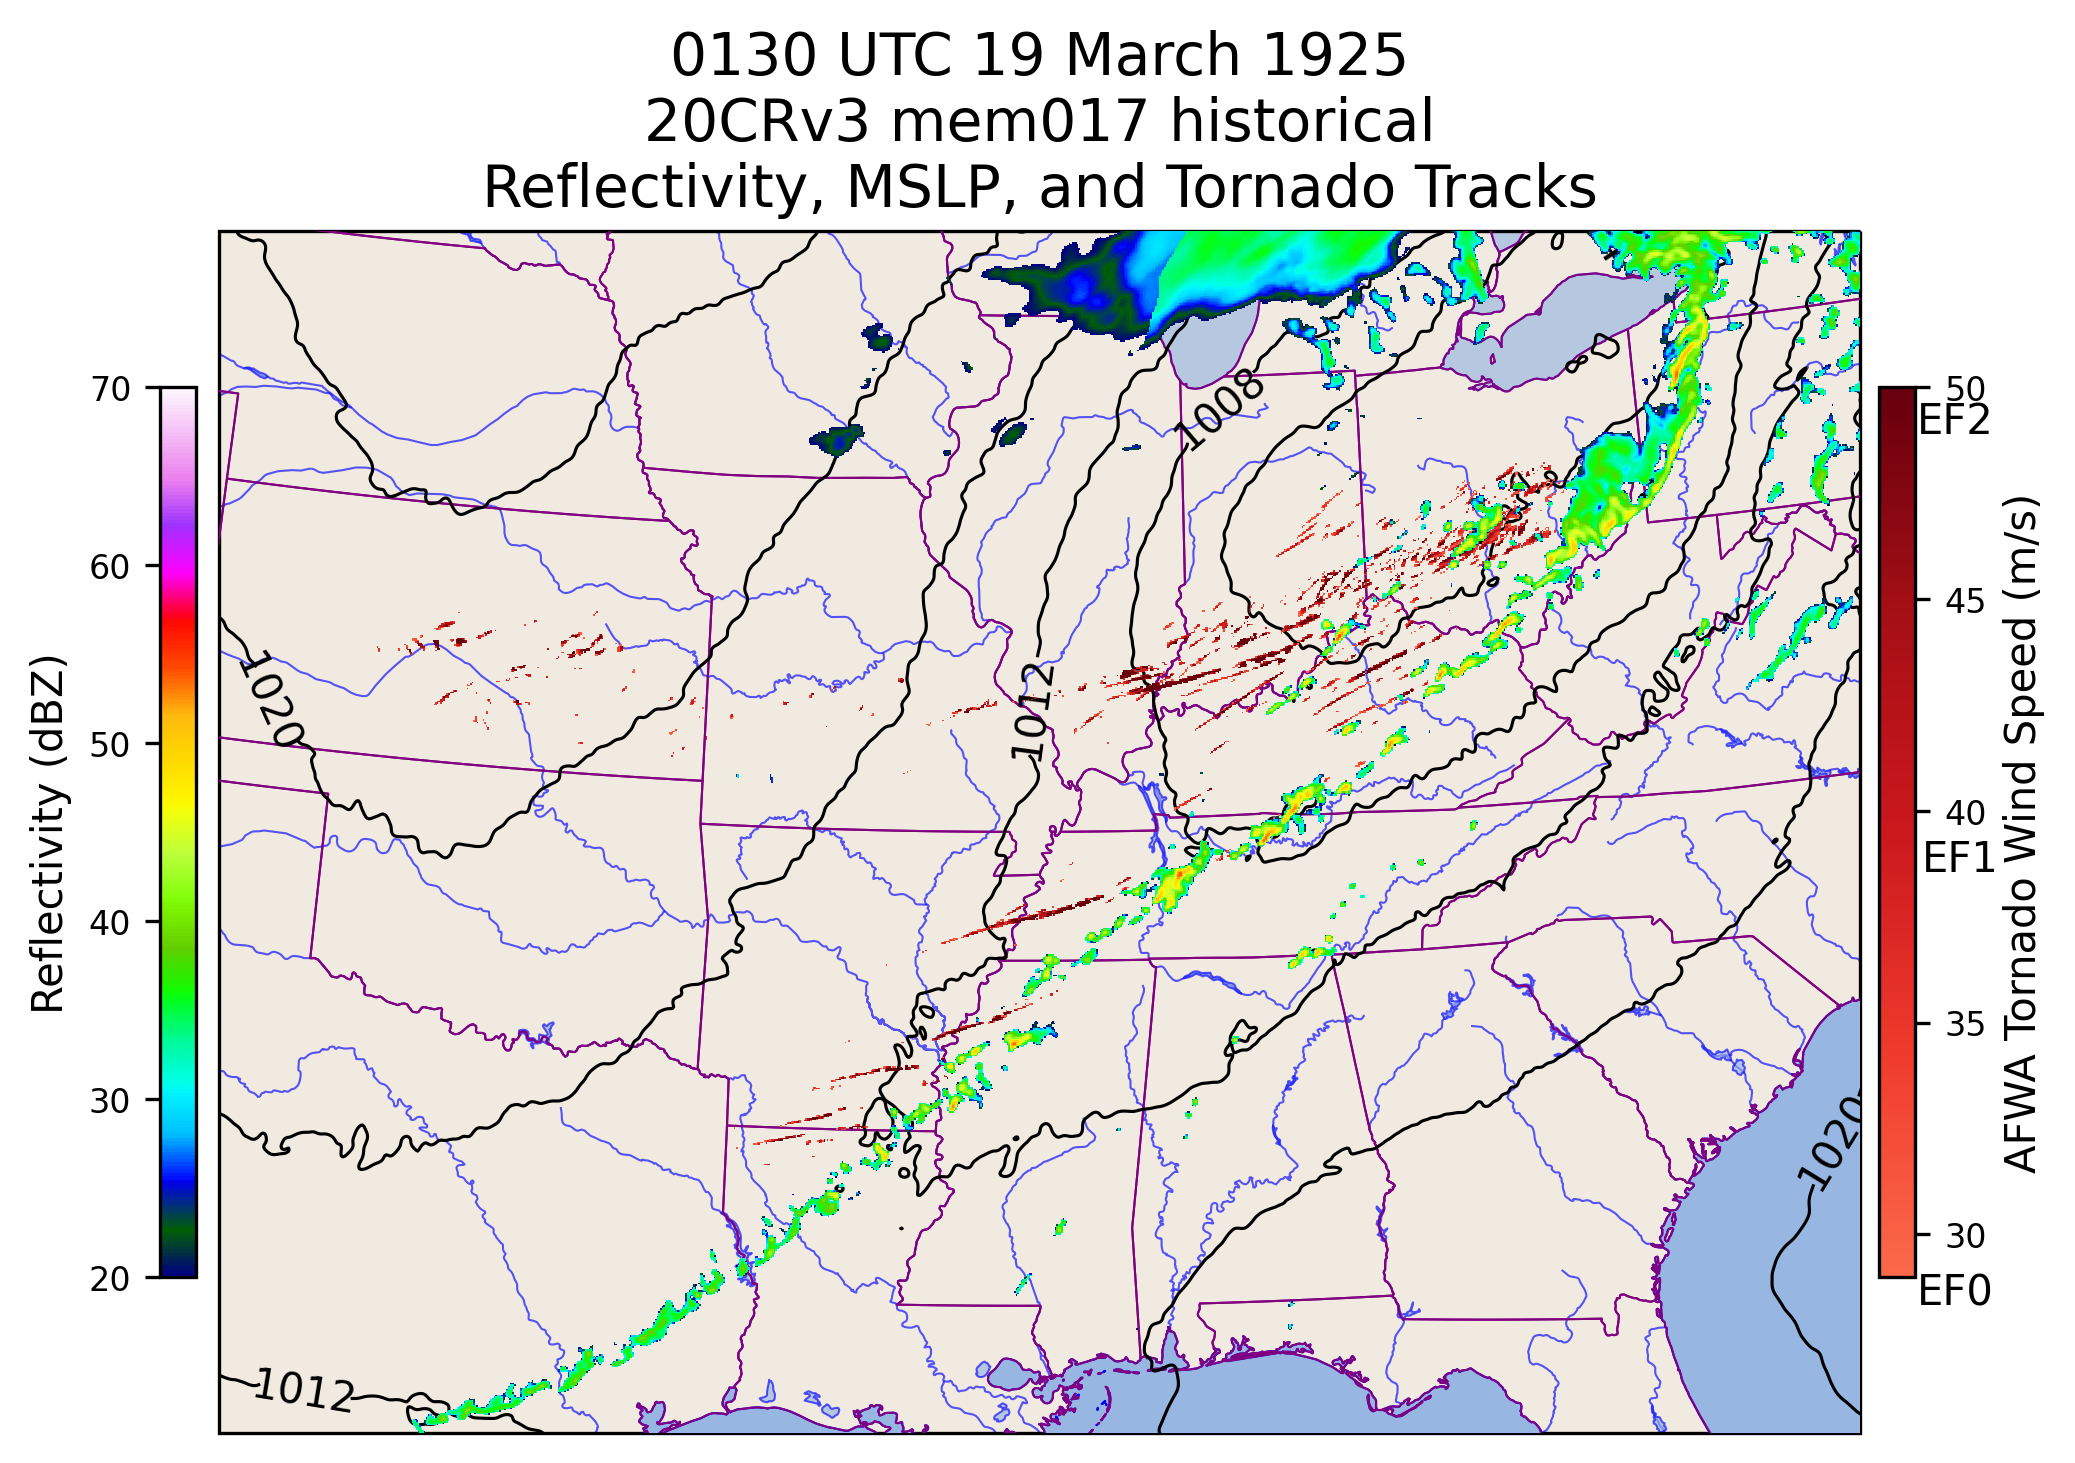 0130 UTC 19 March 1925
20CRv3 mem017 historical
Reflectivity, MSLP, and Tornado Tracks
Reflectivity (dBZ)
70
60
50
40
30
20
1008
1020
1012
1012
1020
50
EF2
45
40
EF1
35
30
EF0
AFWA Tornado Wind Speed (m/s)